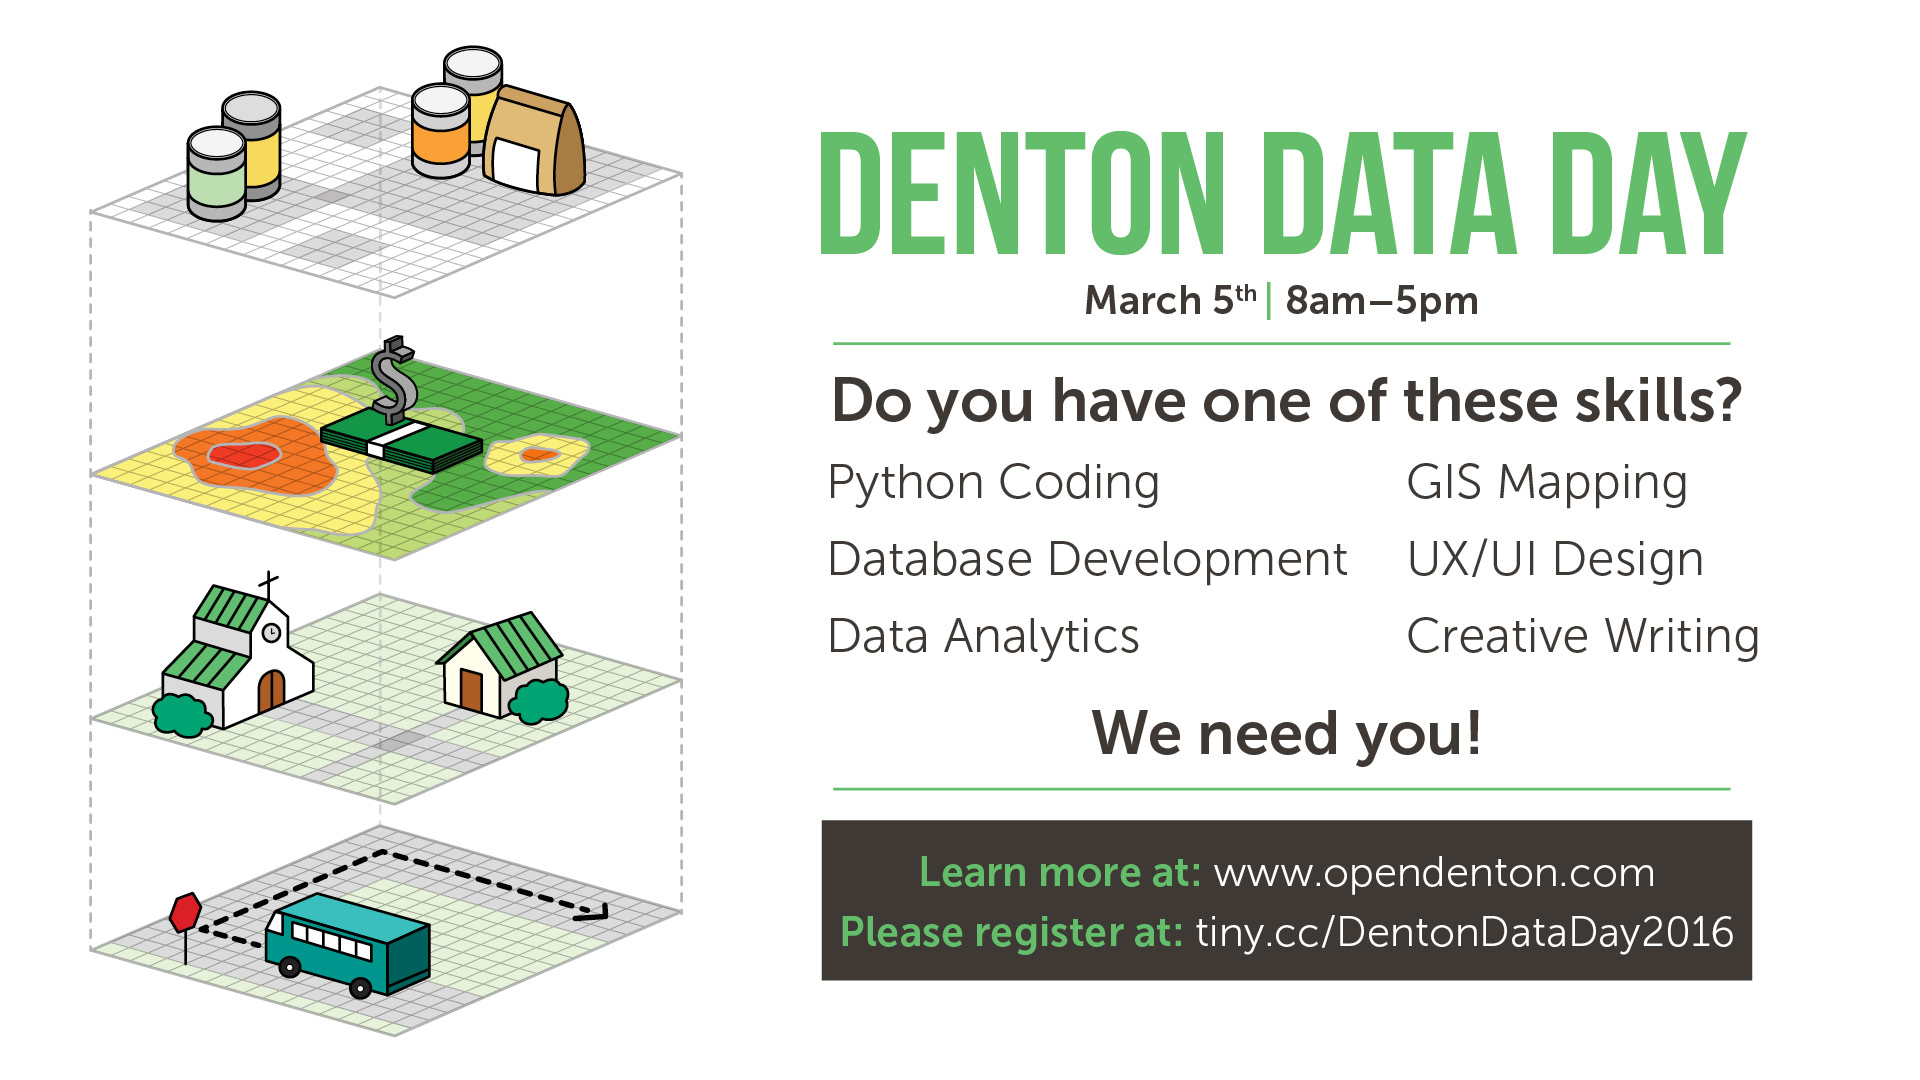 DENTON DATA DAY
March 5th | 8am–5pm
Do you have one of these skills?
Python Coding
GIS Mapping
Database Development
UX/UI Design
Data Analytics
Creative Writing
We need you!
Learn more at: www.opendenton.com
Please register at: tiny.cc/DentonDataDay2016